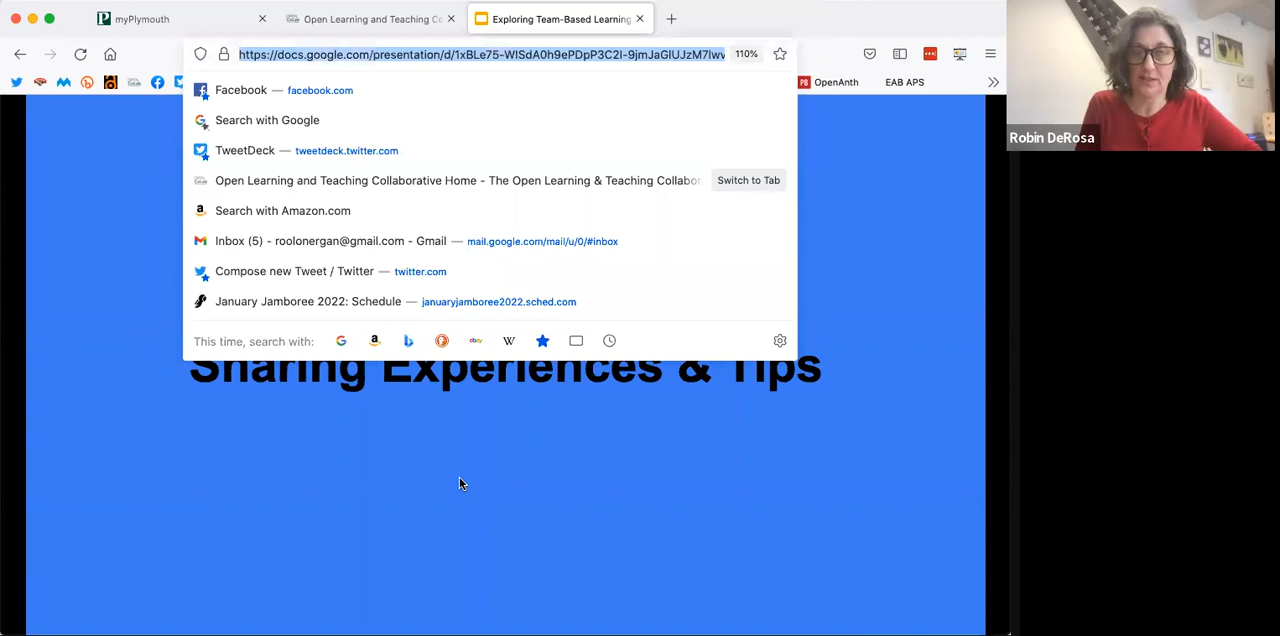 myPlymouth
Open Learning and Teaching Co
Exploring Team-Based Learning
https://docs.google.com/presentation/d/1xBLe75-WISdA0h9ePDpP3C2I-9jmJaGlUJzM7lwv
110%
OpenAnth
EAB APS
Facebook — facebook.com
Search with Google
TweetDeck — tweetdeck.twitter.com
Open Learning and Teaching Collaborative Home - The Open Learning & Teaching Collabor
Switch to Tab
Search with Amazon.com
Inbox (5) - roolonergan@gmail.com - Gmail — mail.google.com/mail/u/0/#inbox
Compose new Tweet / Twitter — twitter.com
January Jamboree 2022: Schedule — januaryjamboree2022.sched.com
This time, search with:
Sharing Experiences & Tips
Robin DeRosa